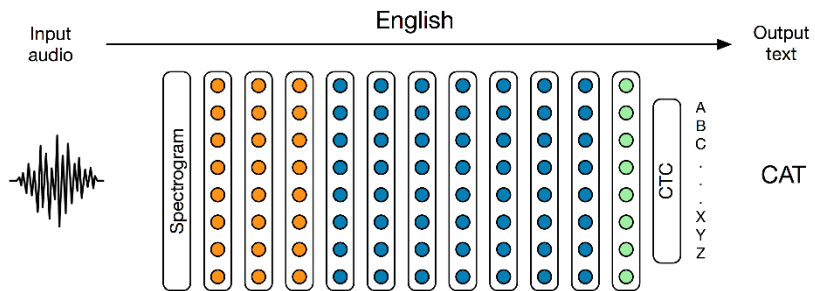 English
Input
audio
Output
text
Spectrogram
CTC
A
B
C
.
.
.
X
Y
Z
CAT